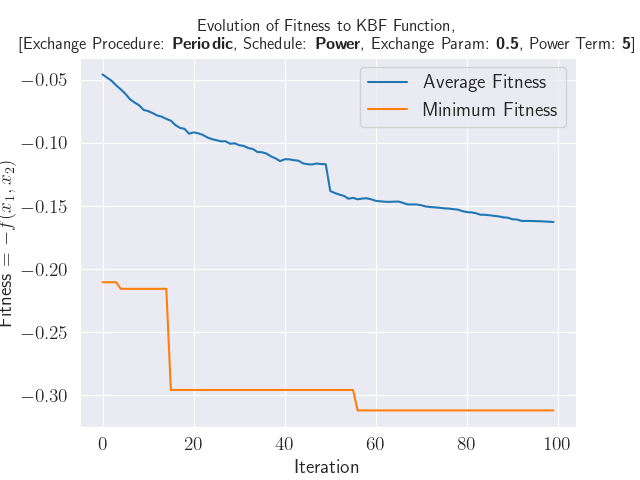 Evolution of Fitness to KBF Function,
[Exchange Procedure: Periodic, Schedule: Power, Exchange Param: 0.5, Power Term: 5]
Average Fitness
Minimum Fitness
Fitness = −f(x₁, x₂)
−0.05
−0.10
−0.15
−0.20
−0.25
−0.30
0 20 40 60 80 100
Iteration